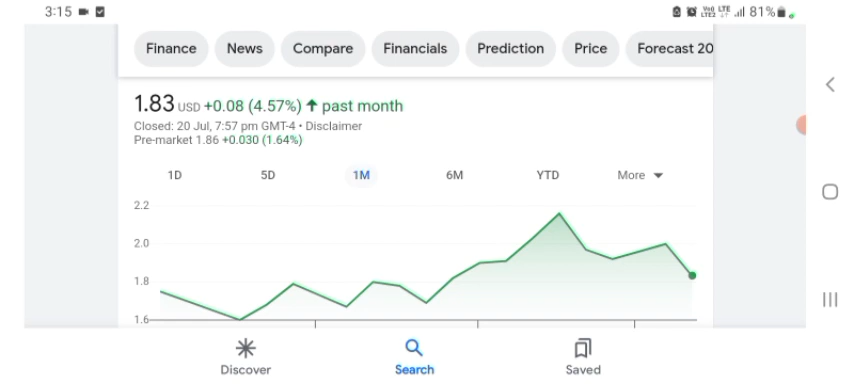 3:15 81%
Finance News Compare Financials Prediction Price Forecast 20
1.83 USD +0.08 (4.57%) ↑ past month
Closed: 20 Jul, 7:57 pm GMT-4 • Disclaimer
Pre-market 1.86 +0.030 (1.64%)
1D 5D 1M 6M YTD More
2.2
2.0
1.8
1.6
Discover Search Saved